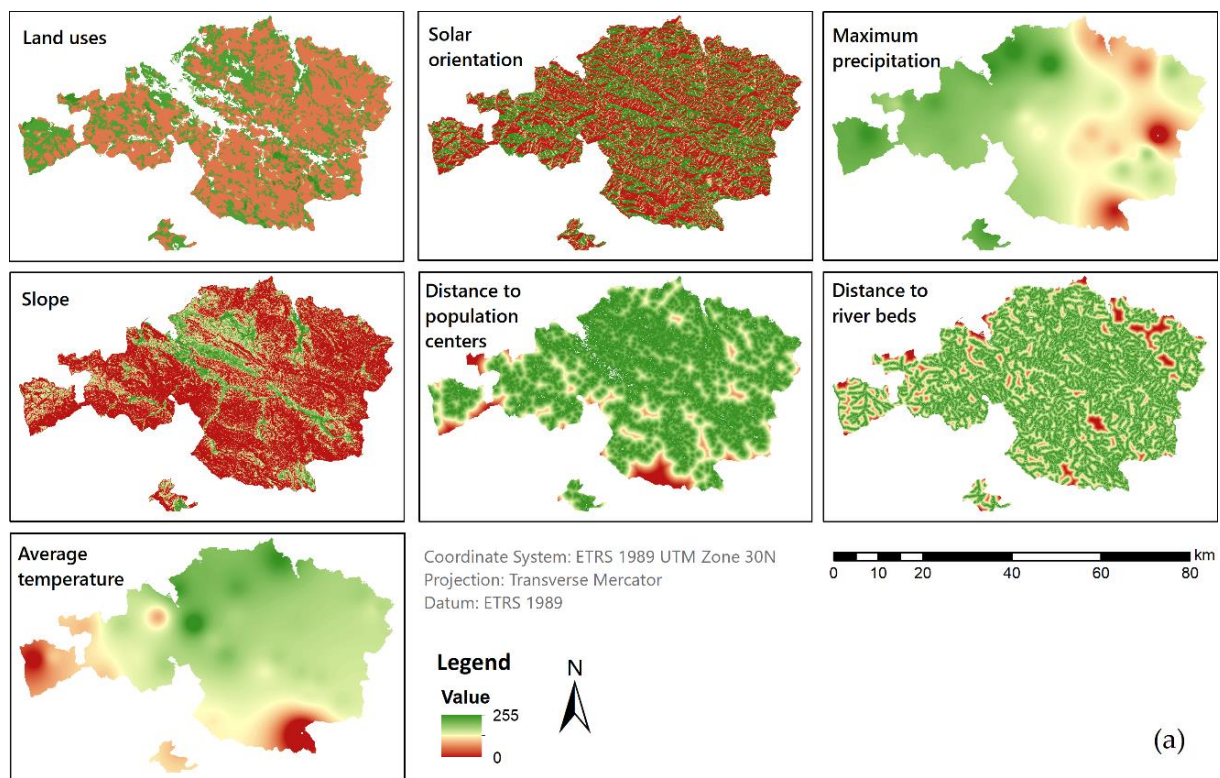 Land uses
Solar
orientation
Maximum
precipitation
Slope
Distance to
population
centers
Distance to
river beds
Average
temperature
Coordinate System: ETRS 1989 UTM Zone 30N
Projection: Transverse Mercator
Datum: ETRS 1989
km
0 10 20 40 60 80
Legend
Value
255
0
N
(a)